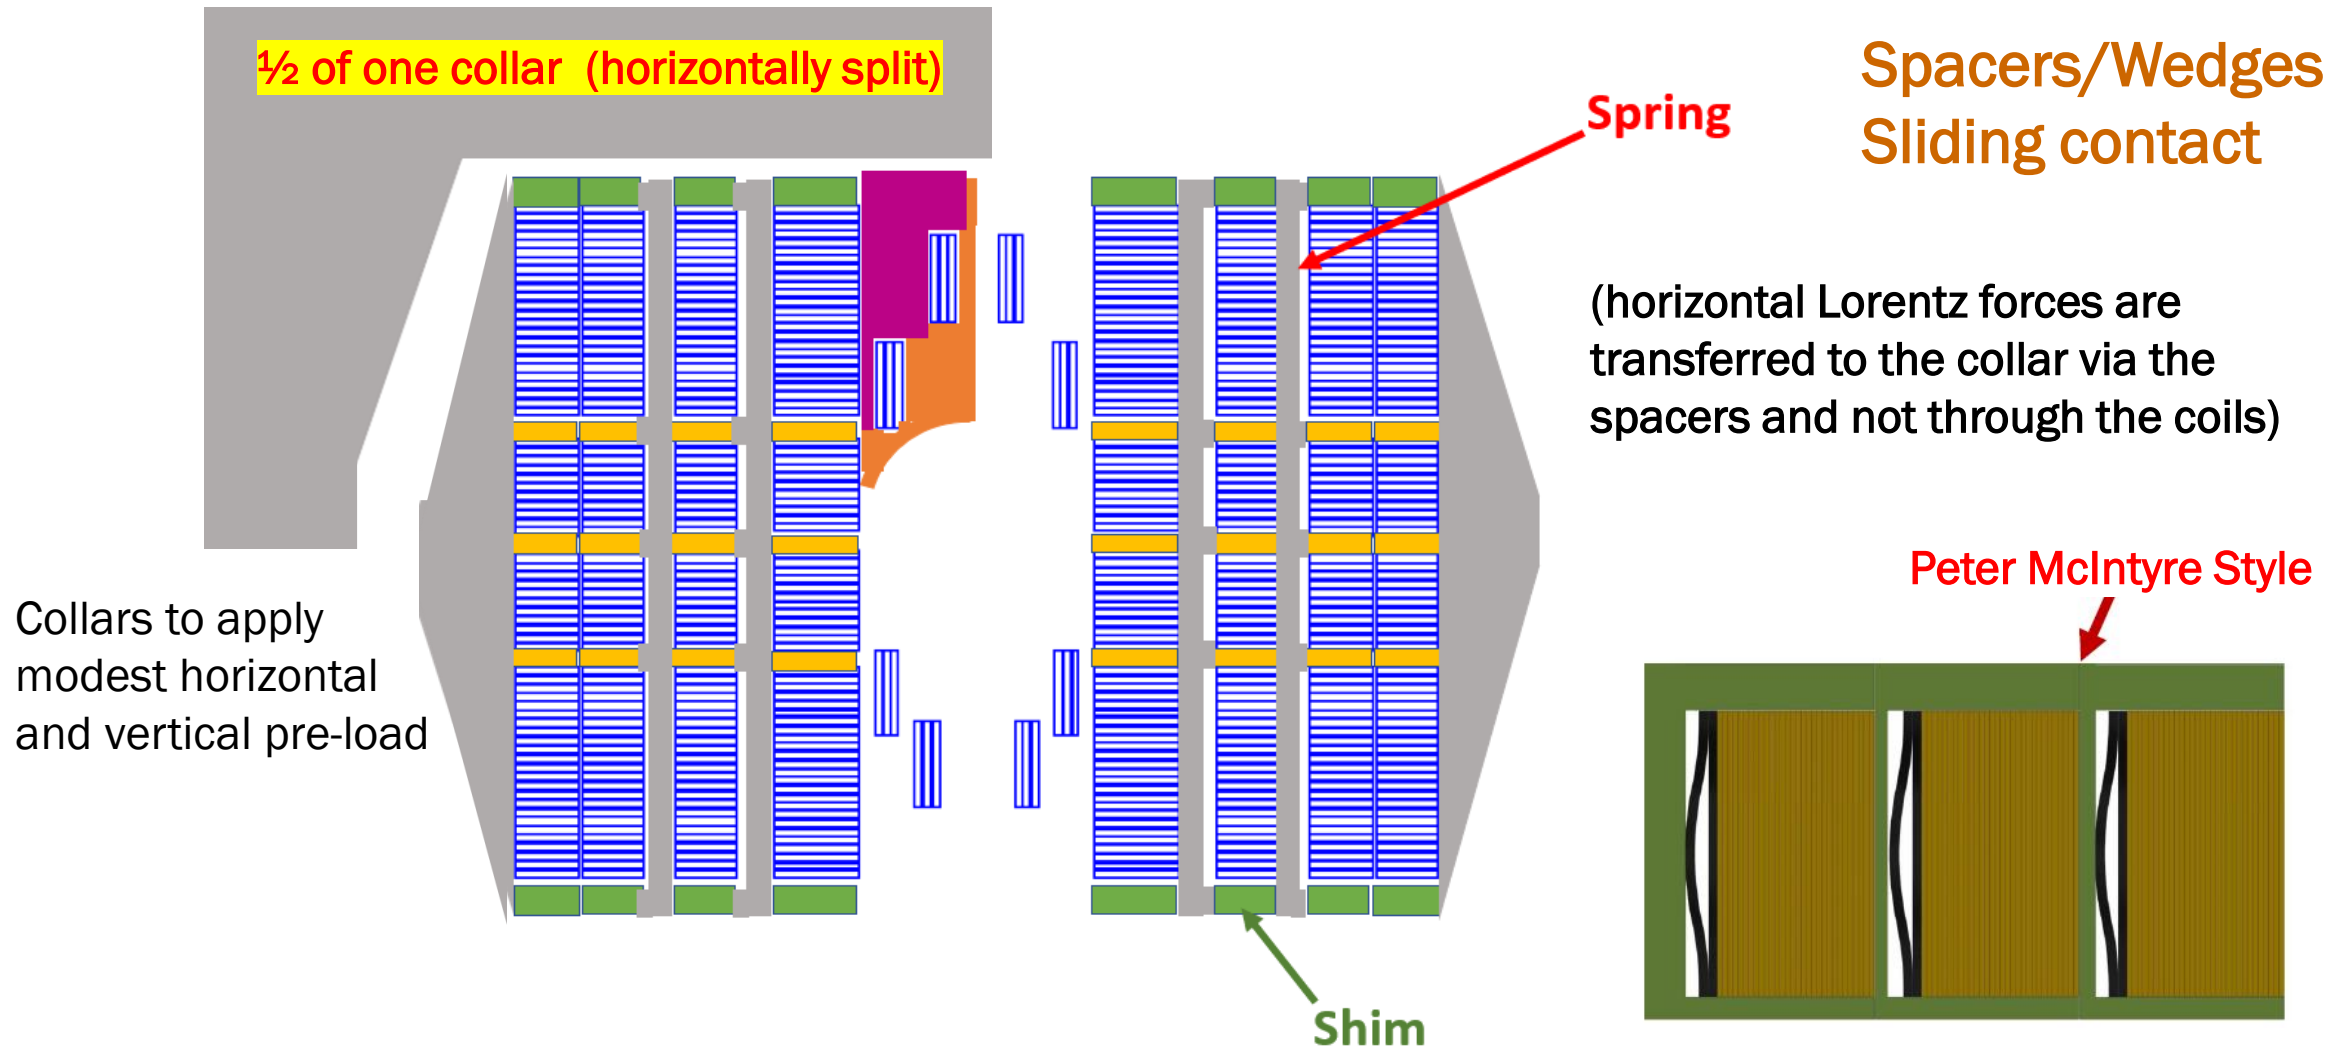 ½ of one collar (horizontally split)
Spacers/Wedges
Sliding contact
Spring
(horizontal Lorentz forces are
transferred to the collar via the
spacers and not through the coils)
Peter McIntyre Style
Collars to apply
modest horizontal
and vertical pre-load
Shim